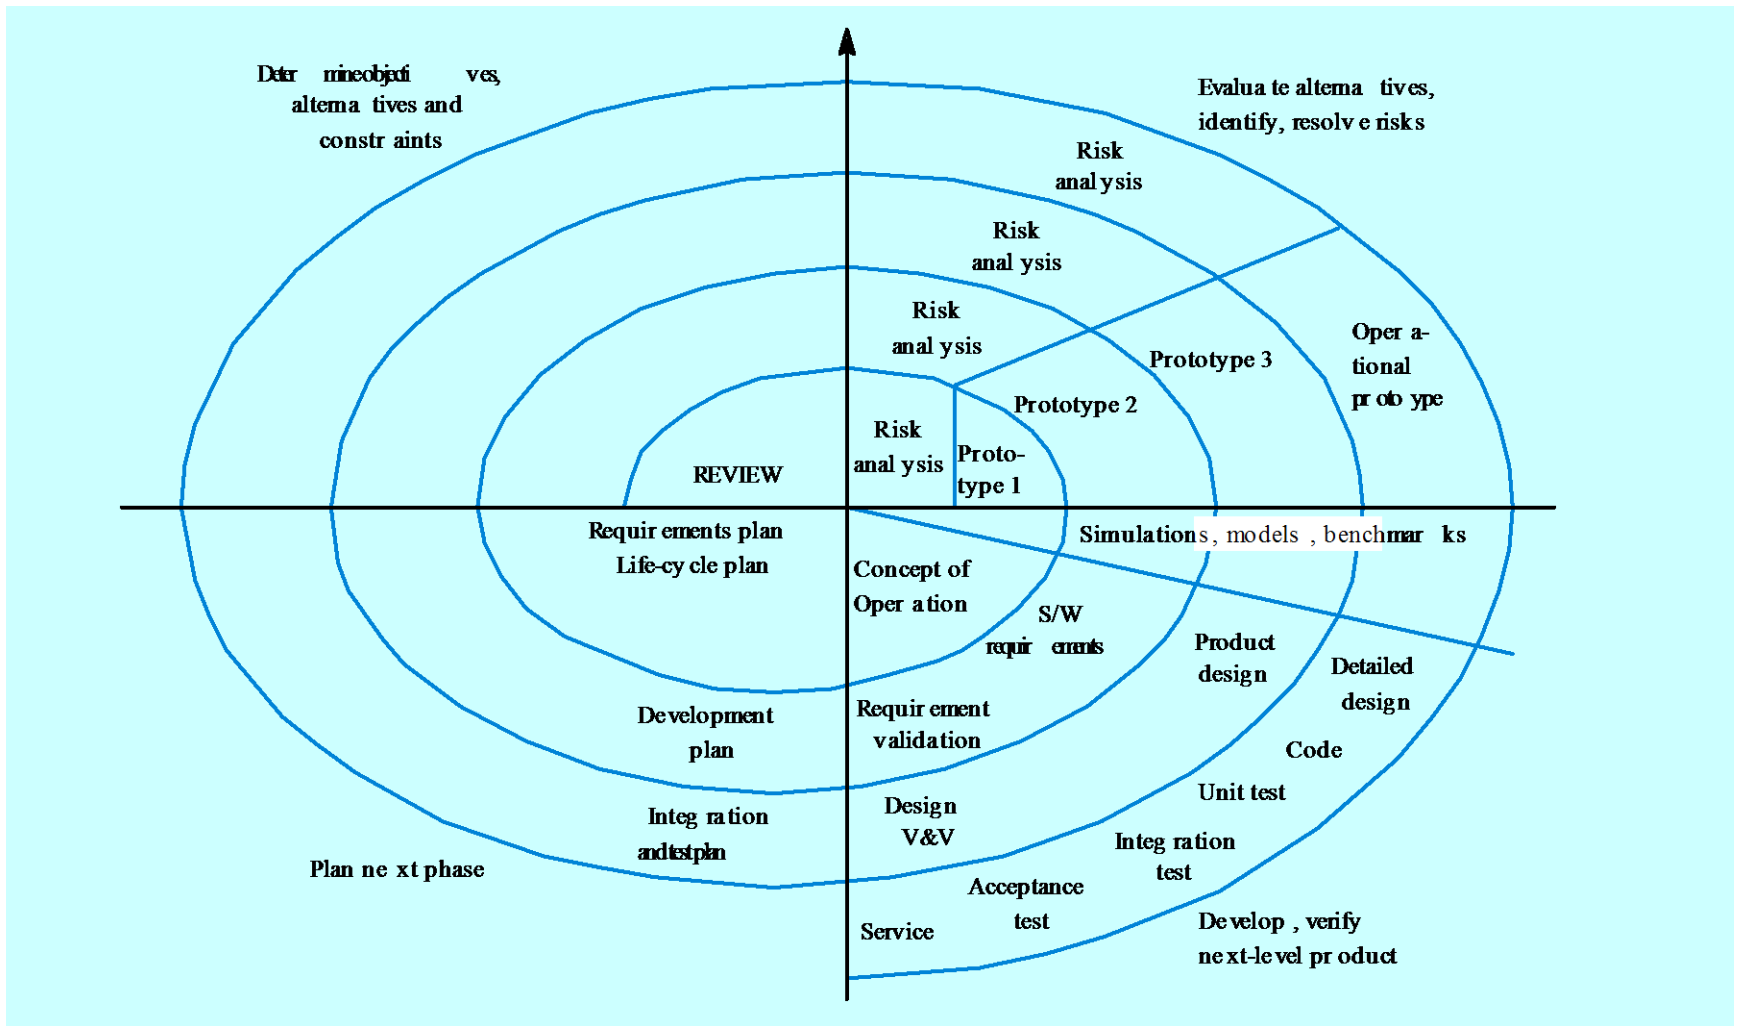 Determine objectives,
alternatives and
constraints
Evaluate alternatives,
identify, resolve risks
Risk
analysis
Risk
analysis
Risk
analysis
Risk
analysis
Opera-
tional
prototype
Prototype 3
Prototype 2
Proto-
type 1
REVIEW
Requirements plan
Life-cycle plan
Simulations, models, benchmarks
Concept of
Operation
S/W
requirements
Product
design
Detailed
design
Development
plan
Requirement
validation
Code
Unit test
Integration
and test plan
Design
V&V
Integration
test
Plan next phase
Acceptance
test
Service
Develop, verify
next-level product